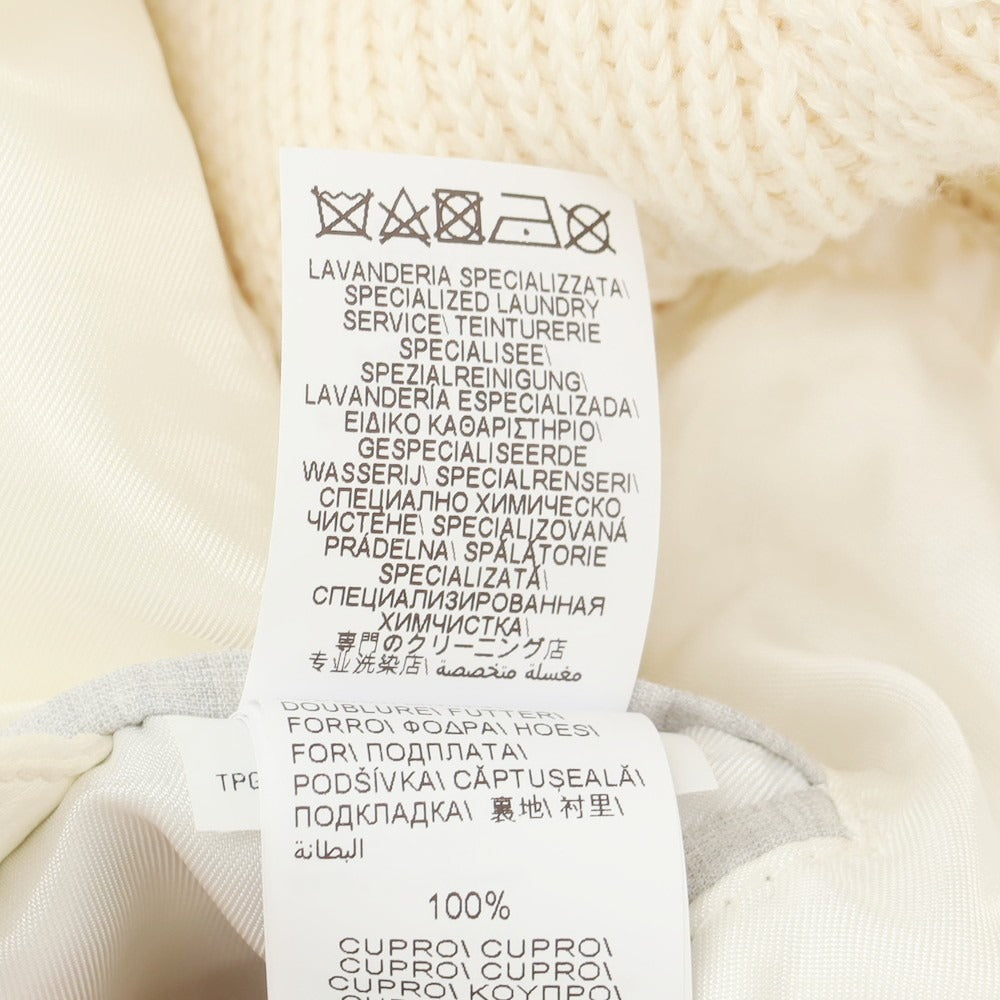 LAVANDERIA SPECIALIZZATA\
SPECIALIZED LAUNDRY
SERVICE\ TEINTURERIE
SPECIALISEE\
SPEZIALREINIGUNG\
LAVANDERÍA ESPECIALIZADA\
ΕΙΔΙΚΟ ΚΑΘΑΡΙΣΤΗΡΙΟ\
GESPECIALISEERDE
WASSERIJ\ SPECIALRENSERI\
СПЕЦИАЛНО ХИМИЧЕСКО
ЧИСТЕНЕ\ SPECIALIZOVANÁ
PRÁDELNA\ SPĂLĂTORIE
SPECIALIZATĂ\
СПЕЦИАЛИЗИРОВАННАЯ
ХИМЧИСТКА\
専門のクリーニング店
专业洗染店\ مغسلة متخصصة
DOUBLURE\ FUTTER\
FORRO\ ΦΟΔΡΑ\ HOES\
FOR\ ПОДПЛАТА\
PODŠÍVKA\ CĂPTUŞEALĂ\
ПОДКЛАДКА\ 裏地\ 衬里\
البطانة
TPG
100%
CUPRO\ CUPRO\
CUPRO\ CUPRO\
CUPRO\ ΚΟΥΠΡΟ\